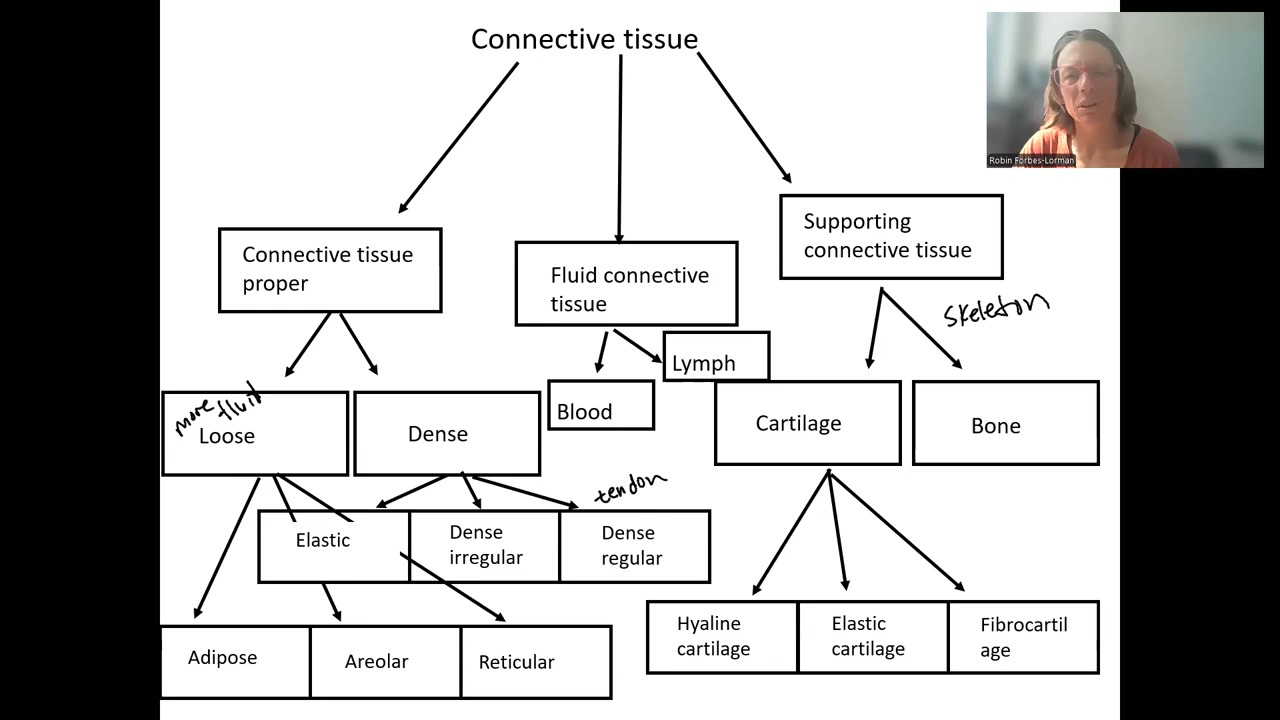 Connective tissue
Robin Forbes-Lorman
Connective tissue
proper
Fluid connective
tissue
Supporting
connective tissue
skeleton
more fluid
Loose
Dense
Blood
Lymph
Cartilage
Bone
tendon
Elastic
Dense
irregular
Dense
regular
Adipose
Areolar
Reticular
Hyaline
cartilage
Elastic
cartilage
Fibrocartil
age